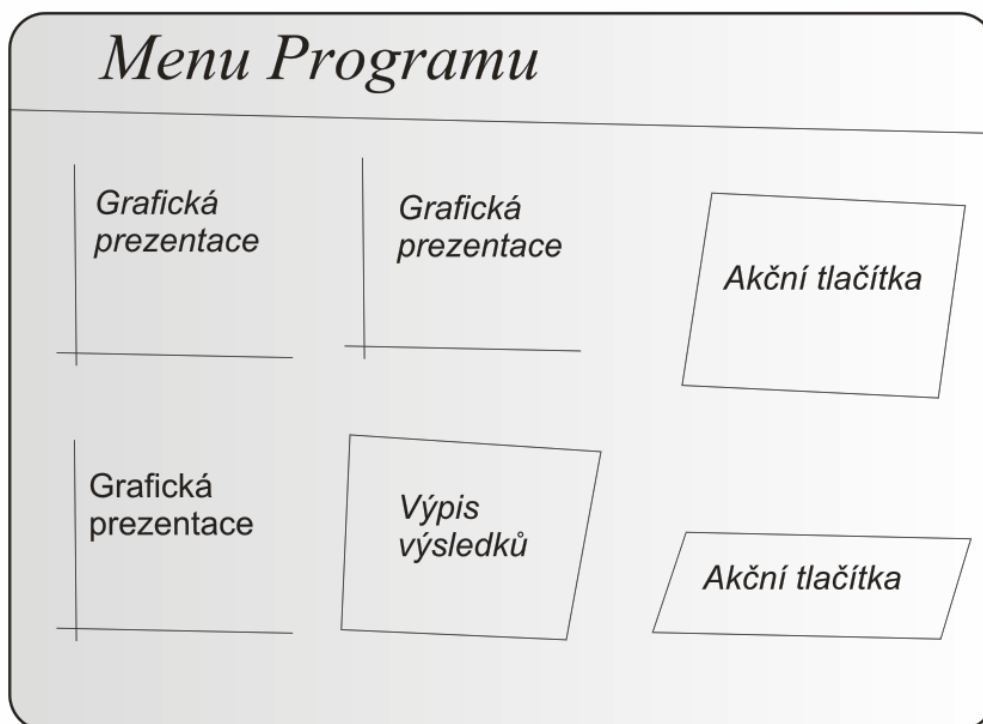 Menu Programu
Grafická
prezentace
Grafická
prezentace
Akční tlačítka
Grafická
prezentace
Výpis
výsledků
Akční tlačítka